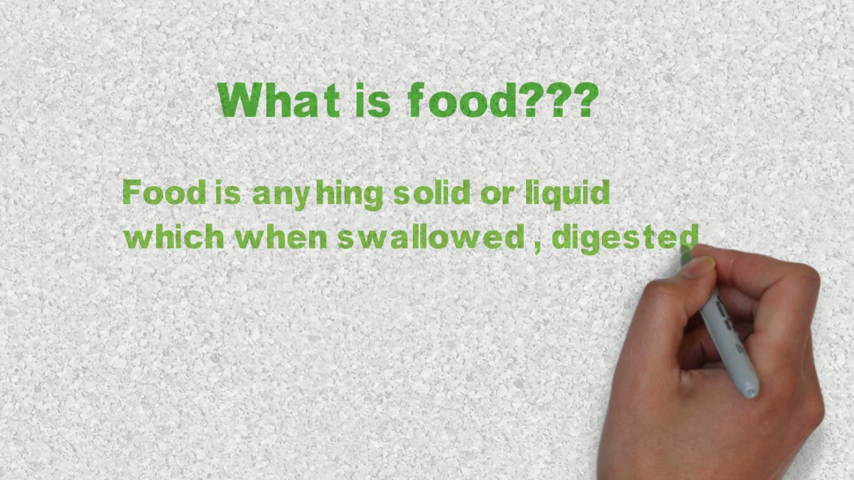 What is food???
Food is anyhing solid or liquid
which when swallowed , digested